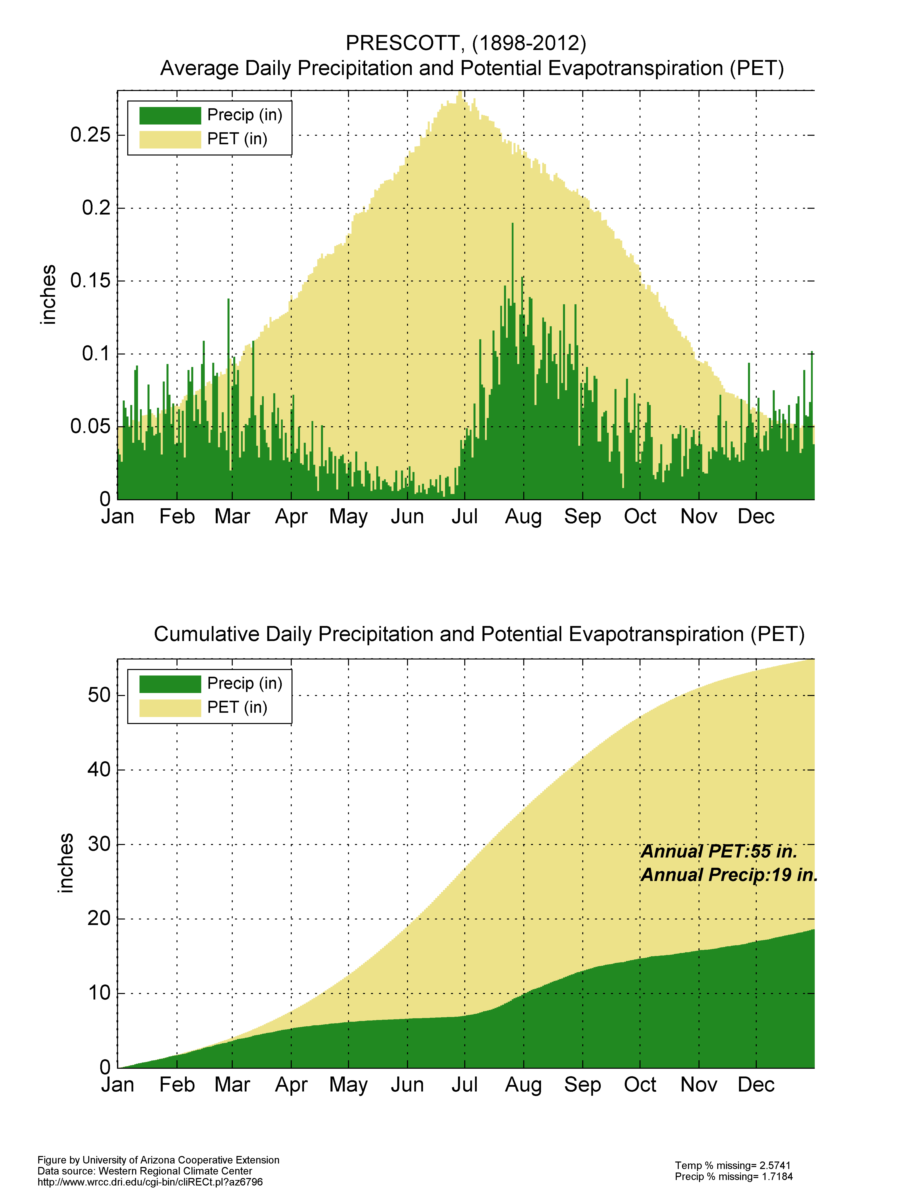 PRESCOTT, (1898-2012)
Average Daily Precipitation and Potential Evapotranspiration (PET)
Precip (in)
PET (in)
0.25
0.2
0.15
0.1
0.05
0
inches
Jan Feb Mar Apr May Jun Jul Aug Sep Oct Nov Dec
Cumulative Daily Precipitation and Potential Evapotranspiration (PET)
Precip (in)
PET (in)
50
40
30
20
10
0
inches
Annual PET:55 in.
Annual Precip:19 in.
Jan Feb Mar Apr May Jun Jul Aug Sep Oct Nov Dec
Figure by University of Arizona Cooperative Extension
Data source: Western Regional Climate Center
http://www.wrcc.dri.edu/cgi-bin/cliRECt.pl?az6796
Temp % missing= 2.5741
Precip % missing= 1.7184